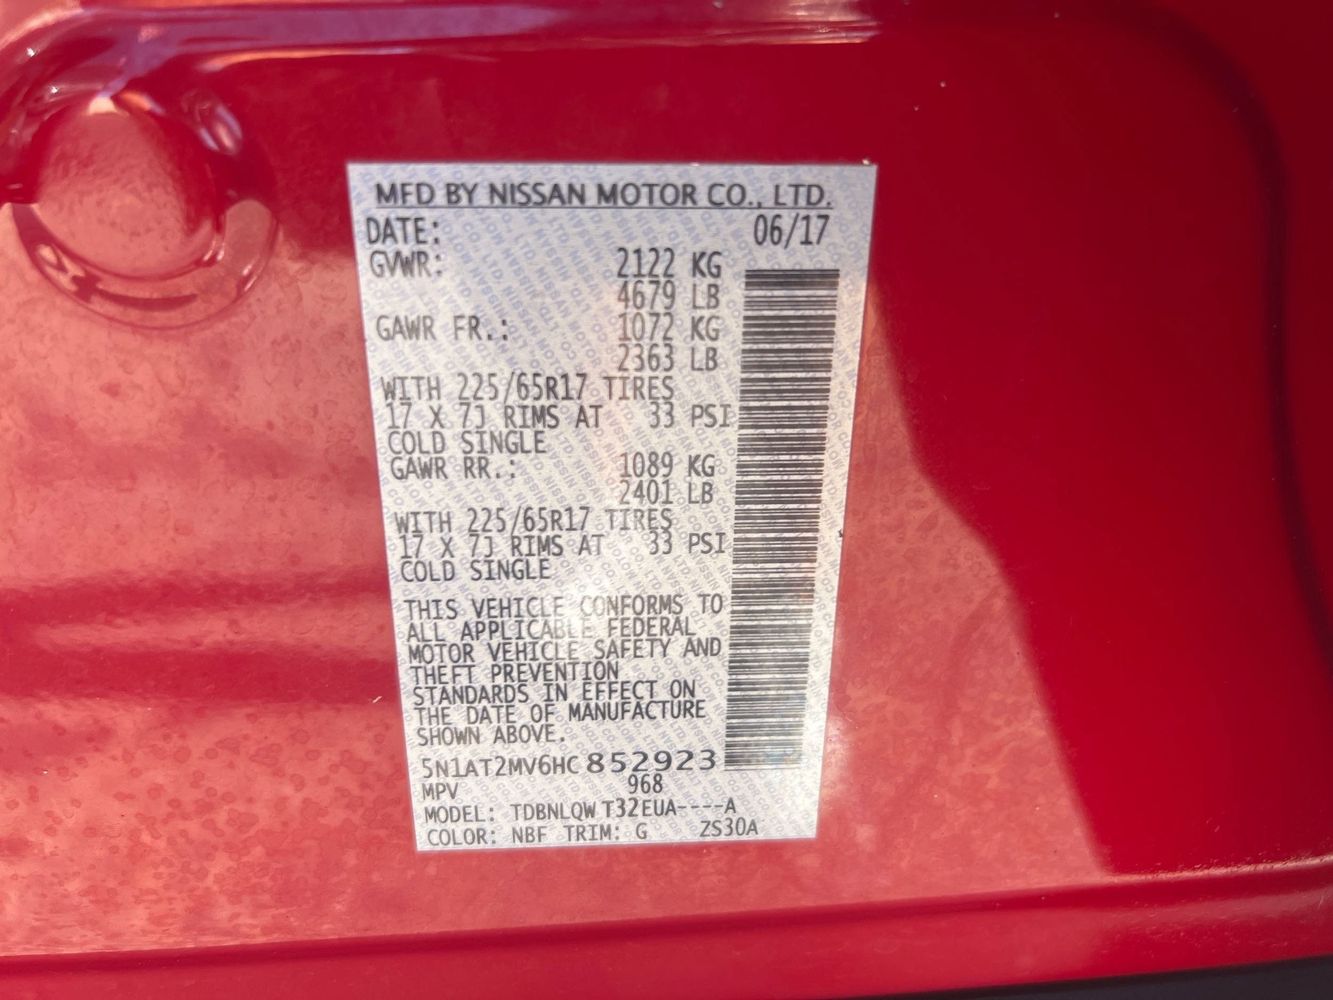 MFD BY NISSAN MOTOR CO., LTD.
DATE: 06/17
GVWR: 2122 KG
4679 LB
GAWR FR.: 1072 KG
2363 LB
WITH 225/65R17 TIRES
17 X 7J RIMS AT 33 PSI
COLD SINGLE
GAWR RR.: 1089 KG
2401 LB
WITH 225/65R17 TIRES
17 X 7J RIMS AT 33 PSI
COLD SINGLE
THIS VEHICLE CONFORMS TO
ALL APPLICABLE FEDERAL
MOTOR VEHICLE SAFETY AND
THEFT PREVENTION
STANDARDS IN EFFECT ON
THE DATE OF MANUFACTURE
SHOWN ABOVE.
5N1AT2MV6HC852923
MPV 968
MODEL: TDBNLQW T32EUA----A
COLOR: NBF TRIM: G ZS30A